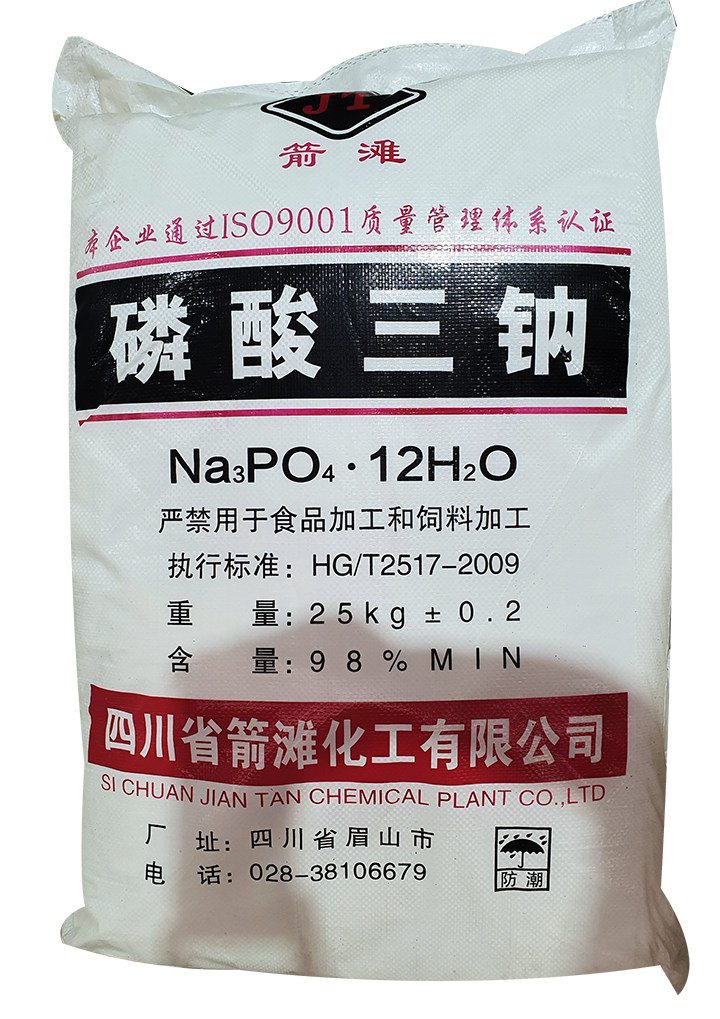 JT
箭滩
本企业通过ISO9001质量管理体系认证
磷酸三钠
Na₃PO₄·12H₂O
严禁用于食品加工和饲料加工
执行标准：HG/T2517-2009
重量：25kg±0.2
含量：98%MIN
四川省箭滩化工有限公司
SI CHUAN JIAN TAN CHEMICAL PLANT CO.,LTD
厂址：四川省眉山市
电话：028-38106679
防潮